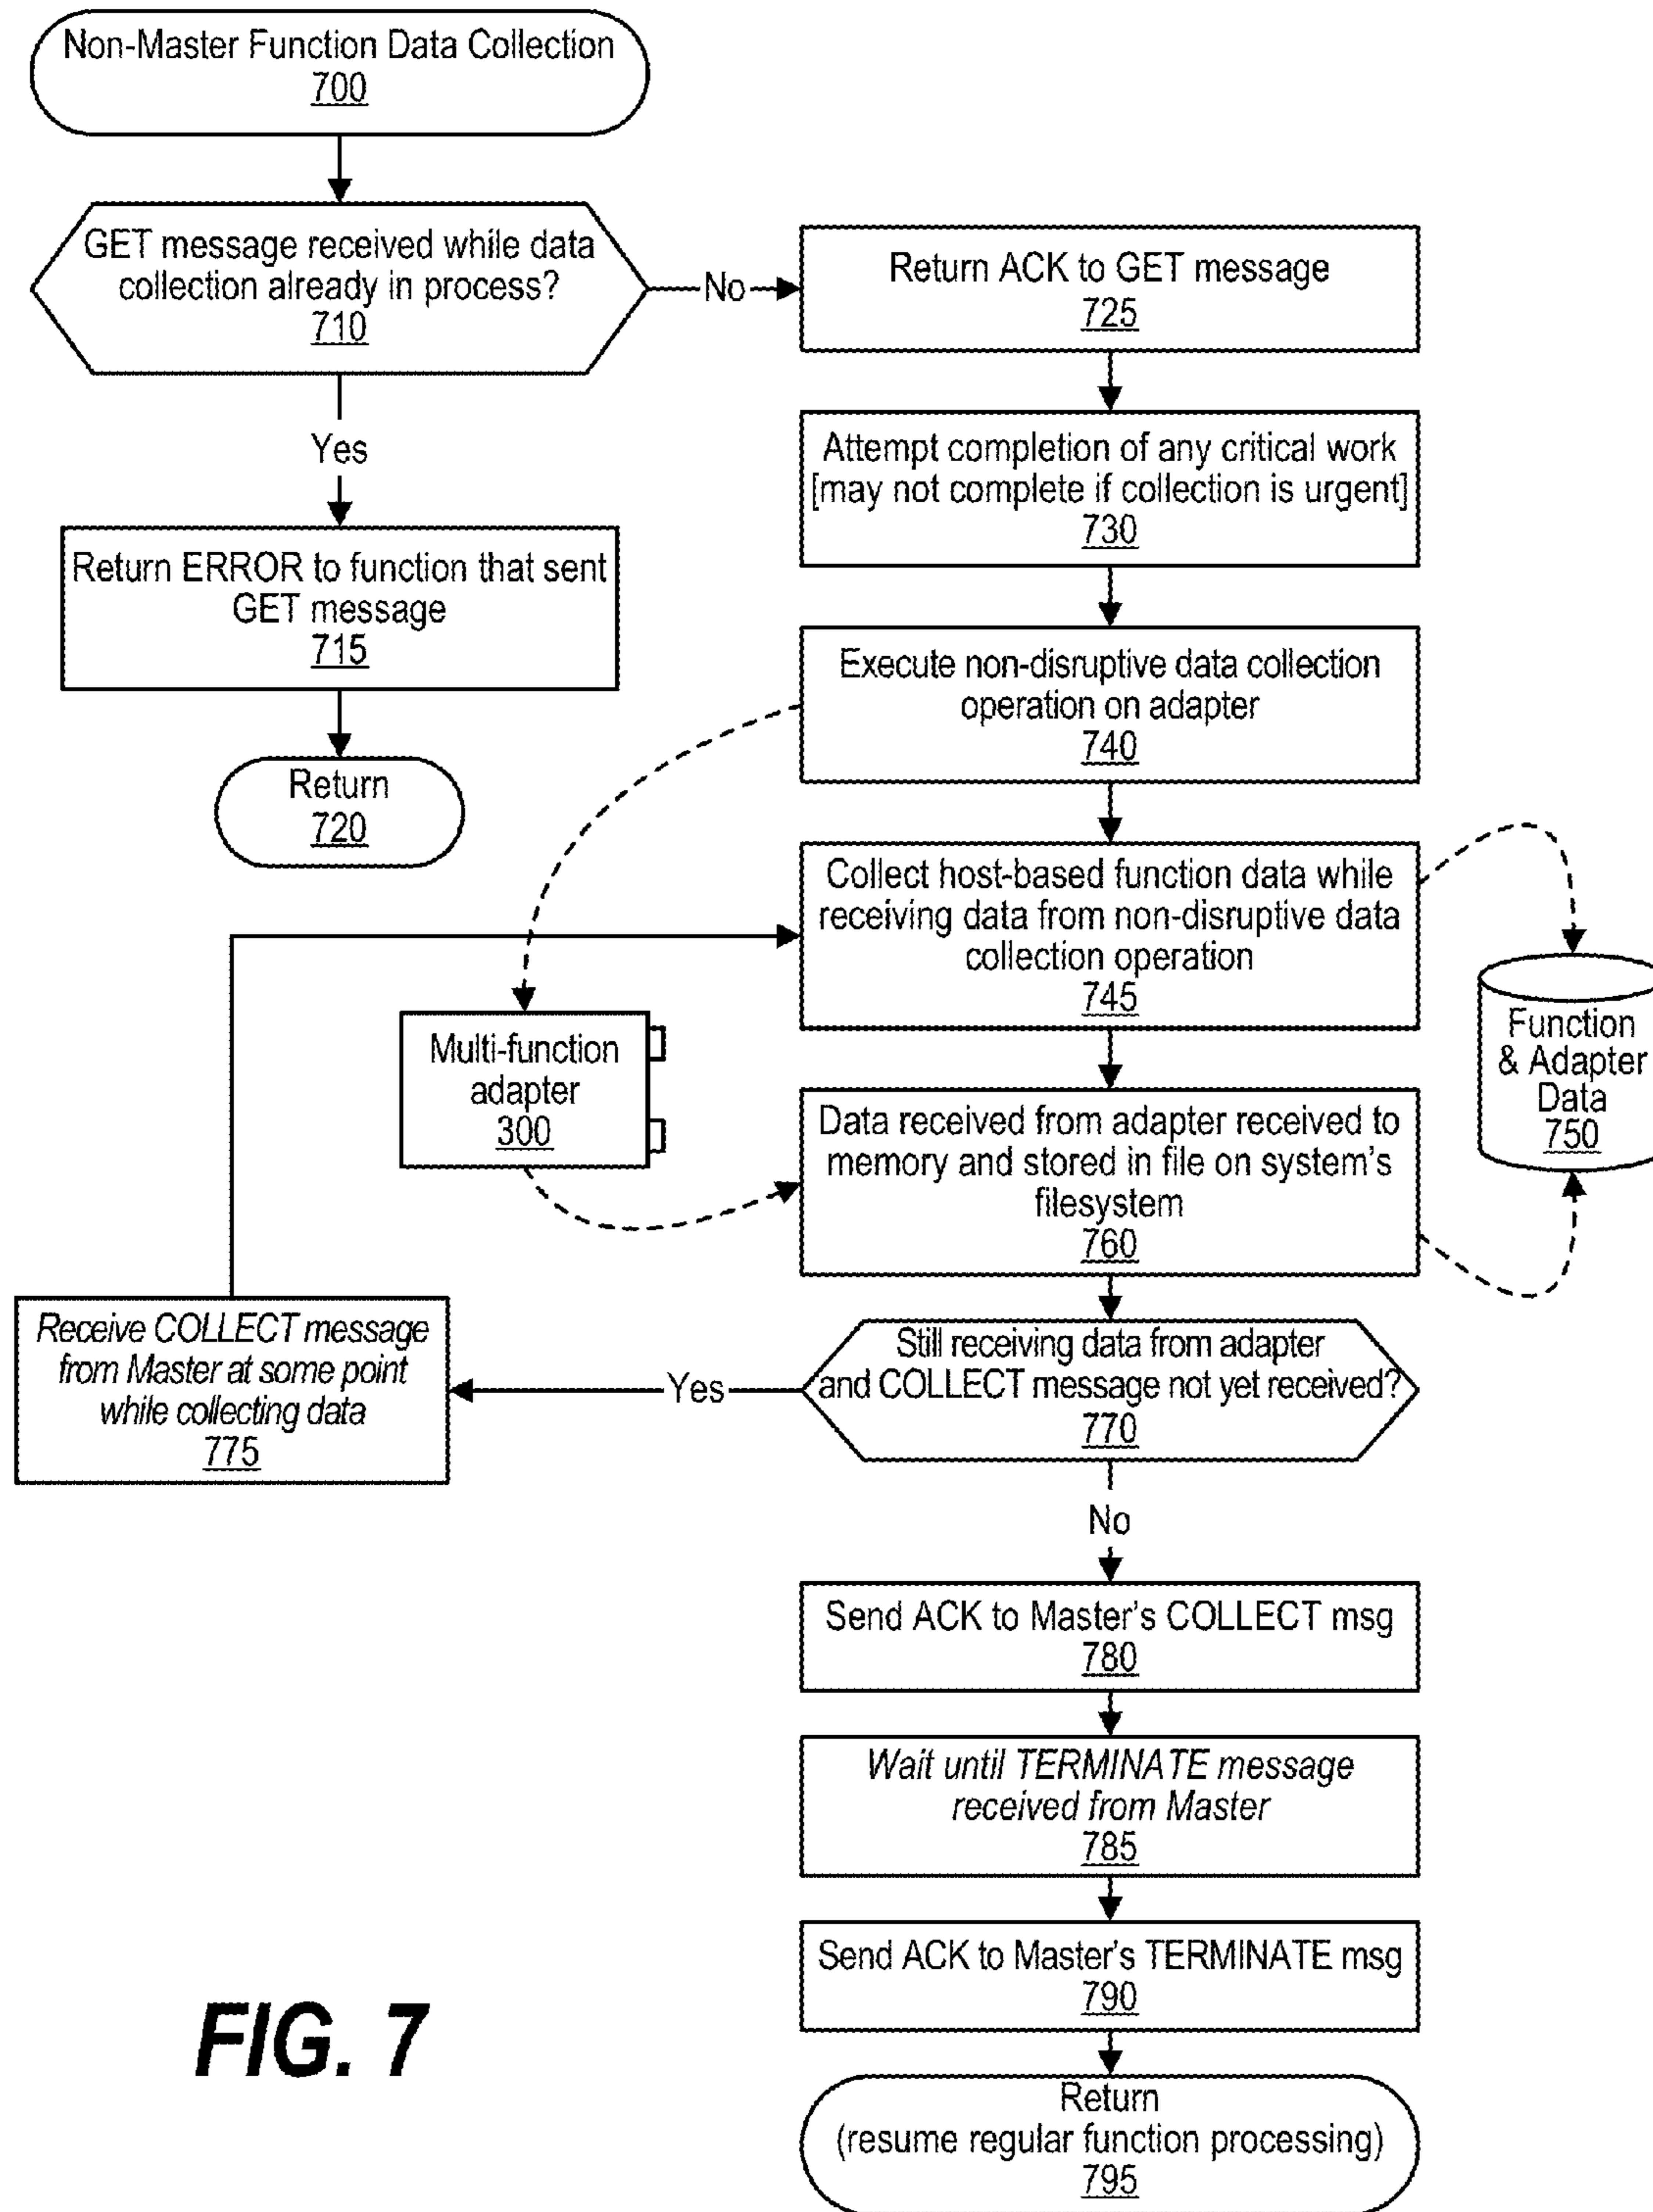 Non-Master Function Data Collection
700
GET message received while data
collection already in process?
710
No
Return ACK to GET message
725
Yes
Attempt completion of any critical work
[may not complete if collection is urgent]
730
Return ERROR to function that sent
GET message
715
Execute non-disruptive data collection
operation on adapter
740
Return
720
Collect host-based function data while
receiving data from non-disruptive data
collection operation
745
Multi-function
adapter
300
Function
& Adapter
Data
750
Data received from adapter received to
memory and stored in file on system's
filesystem
760
Receive COLLECT message
from Master at some point
while collecting data
775
Yes
Still receiving data from adapter
and COLLECT message not yet received?
770
No
Send ACK to Master's COLLECT msg
780
Wait until TERMINATE message
received from Master
785
Send ACK to Master's TERMINATE msg
790
FIG. 7
Return
(resume regular function processing)
795